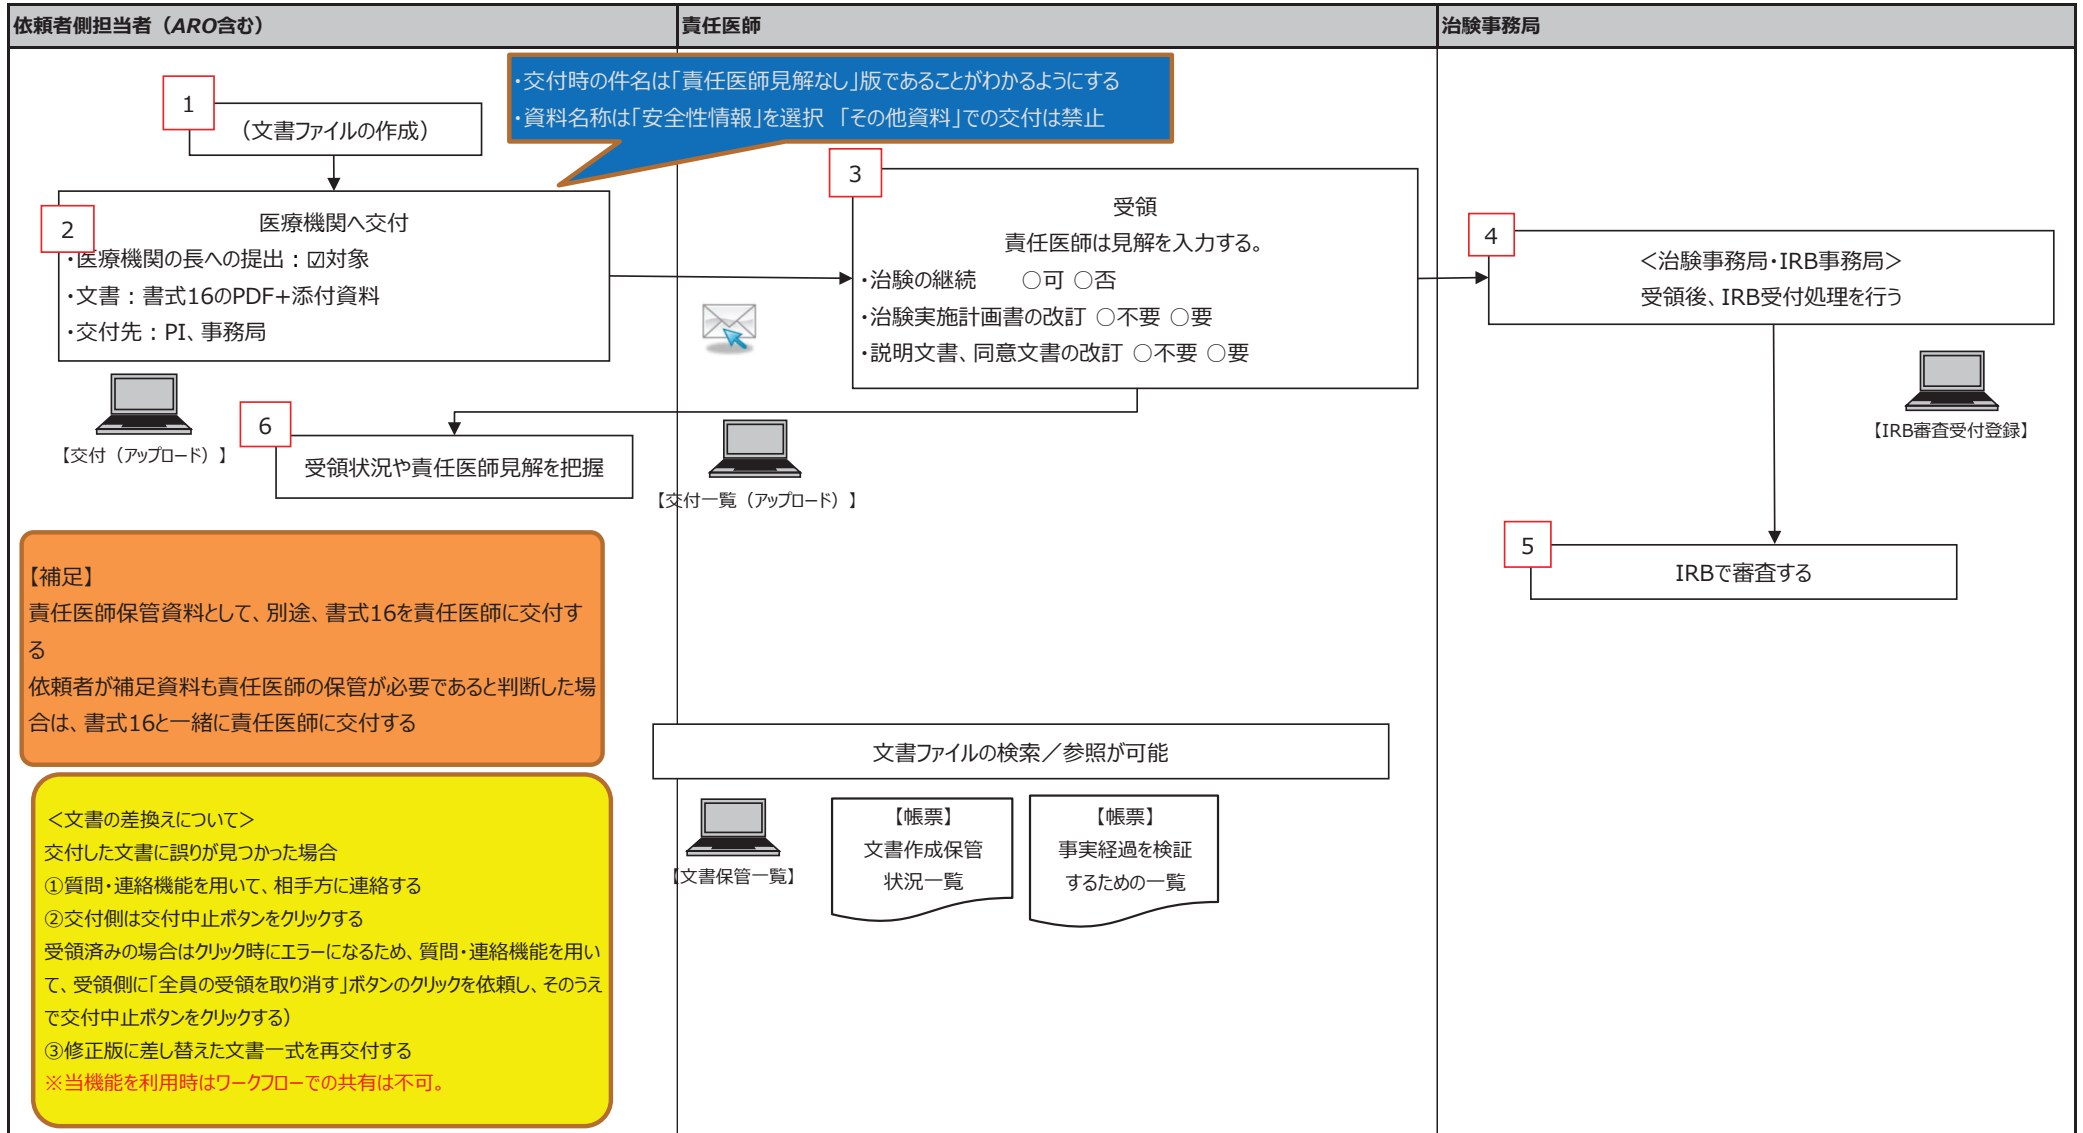 依頼者側担当者（ARO含む）
責任医師
治験事務局
・交付時の件名は「責任医師見解なし」版であることがわかるようにする
・資料名称は「安全性情報」を選択　「その他資料」での交付は禁止
1
（文書ファイルの作成）
2
医療機関へ交付
・医療機関の長への提出：☑対象
・文書：書式16のPDF+添付資料
・交付先：PI、事務局
【交付（アップロード）】
3
受領
責任医師は見解を入力する。
・治験の継続　　○可 ○否
・治験実施計画書の改訂 ○不要 ○要
・説明文書、同意文書の改訂 ○不要 ○要
【交付一覧（アップロード）】
4
＜治験事務局・IRB事務局＞
受領後、IRB受付処理を行う
【IRB審査受付登録】
5
IRBで審査する
6
受領状況や責任医師見解を把握
【補足】
責任医師保管資料として、別途、書式16を責任医師に交付す
る
依頼者が補足資料も責任医師の保管が必要であると判断した場
合は、書式16と一緒に責任医師に交付する
＜文書の差換えについて＞
交付した文書に誤りが見つかった場合
①質問・連絡機能を用いて、相手方に連絡する
②交付側は交付中止ボタンをクリックする
受領済みの場合はクリック時にエラーになるため、質問・連絡機能を用い
て、受領側に「全員の受領を取り消す」ボタンのクリックを依頼し、そのうえ
で交付中止ボタンをクリックする）
③修正版に差し替えた文書一式を再交付する
※当機能を利用時はワークフローでの共有は不可。
文書ファイルの検索／参照が可能
【文書保管一覧】
【帳票】
文書作成保管
状況一覧
【帳票】
事実経過を検証
するための一覧